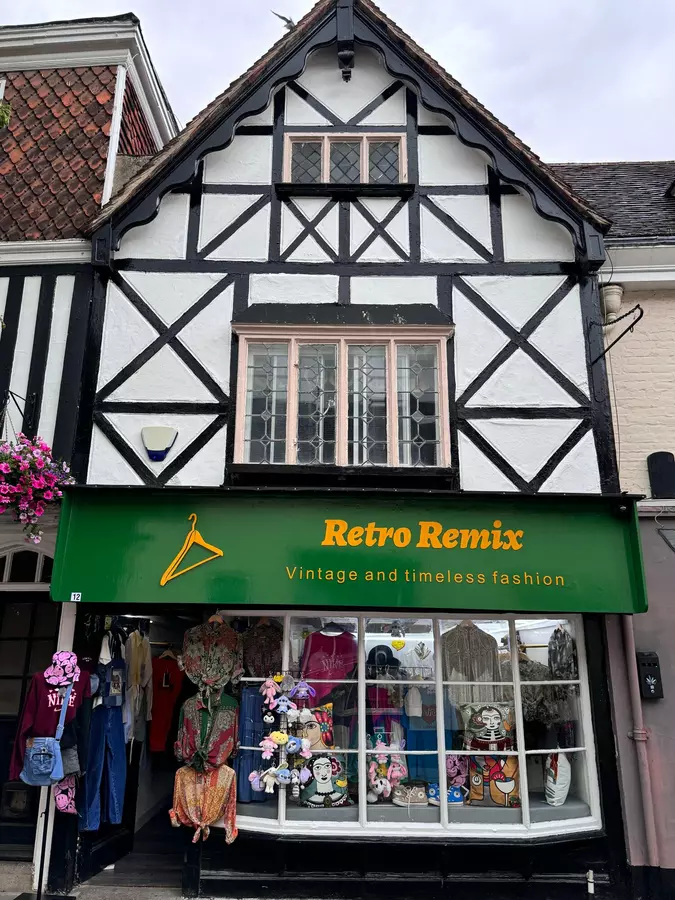 Retro Remix
Vintage and timeless fashion
12